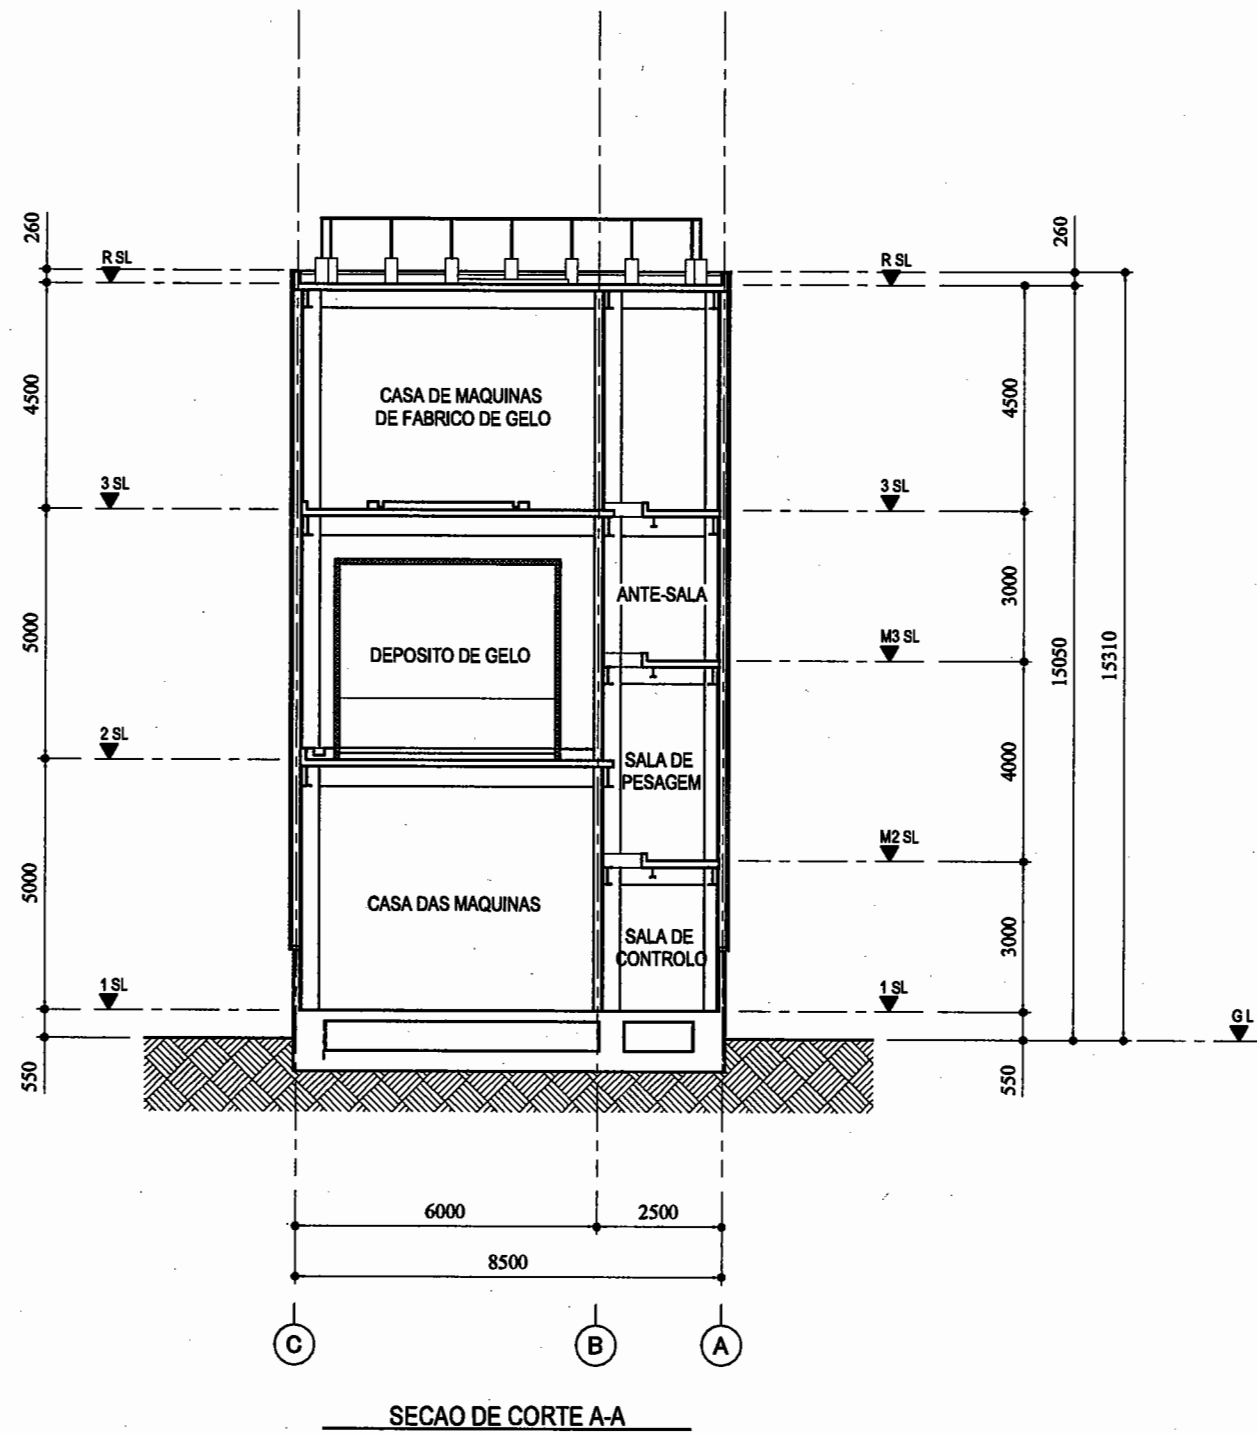 260
260
R SL
R SL
4500
CASA DE MAQUINAS
DE FABRICO DE GELO
4500
3 SL
3 SL
5000
ANTE-SALA
3000
M3 SL
DEPOSITO DE GELO
15050
15310
2 SL
SALA DE
PESAGEM
4000
M2 SL
5000
CASA DAS MAQUINAS
SALA DE
CONTROLO
3000
1 SL
1 SL
G L
550
550
6000
2500
8500
C
B
A
SECAO DE CORTE A-A